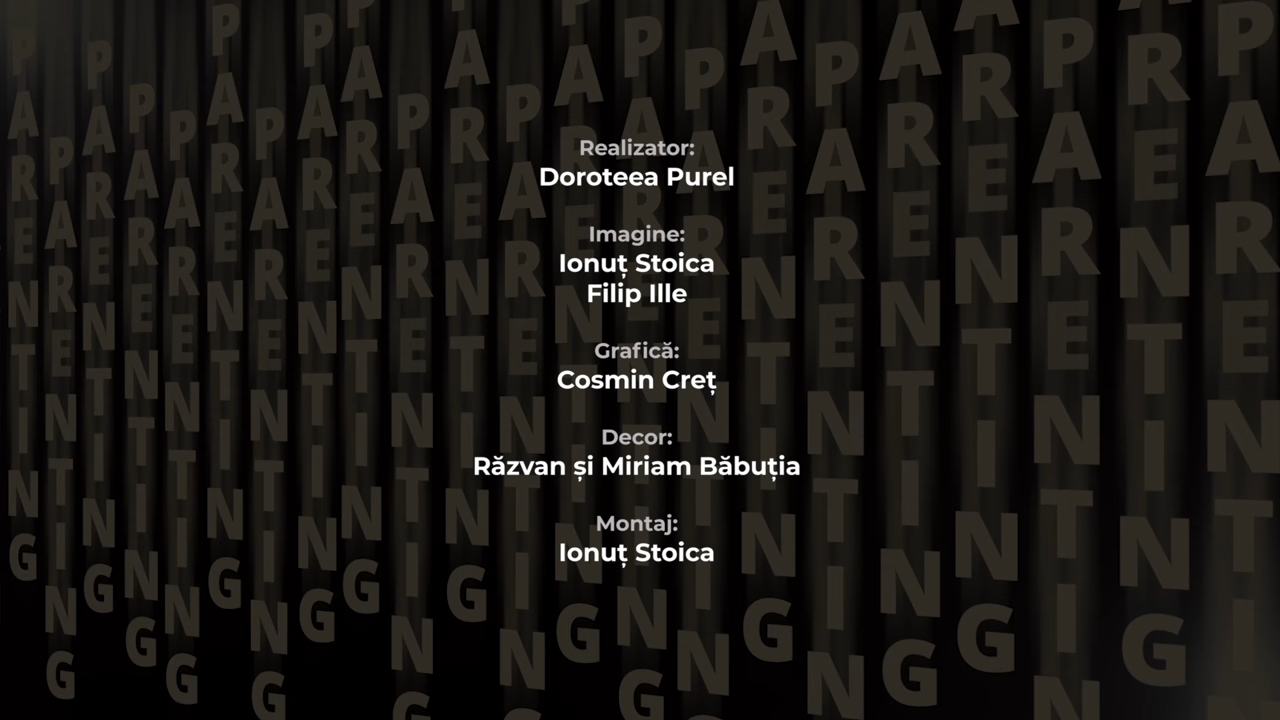 Realizator:
Doroteea Purel
Imagine:
Ionuț Stoica
Filip Ille
Grafică:
Cosmin Creț
Decor:
Răzvan și Miriam Băbuția
Montaj:
Ionuț Stoica
PARENTING